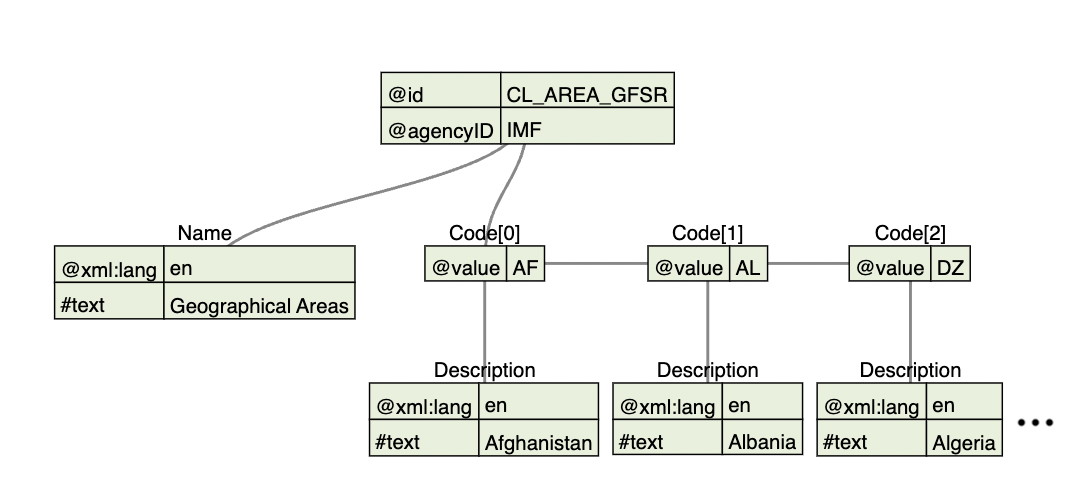 @id CL_AREA_GFSR
@agencyID IMF
Name
@xml:lang en
#text Geographical Areas
Code[0]
@value AF
Code[1]
@value AL
Code[2]
@value DZ
Description
@xml:lang en
#text Afghanistan
Description
@xml:lang en
#text Albania
Description
@xml:lang en
#text Algeria
...